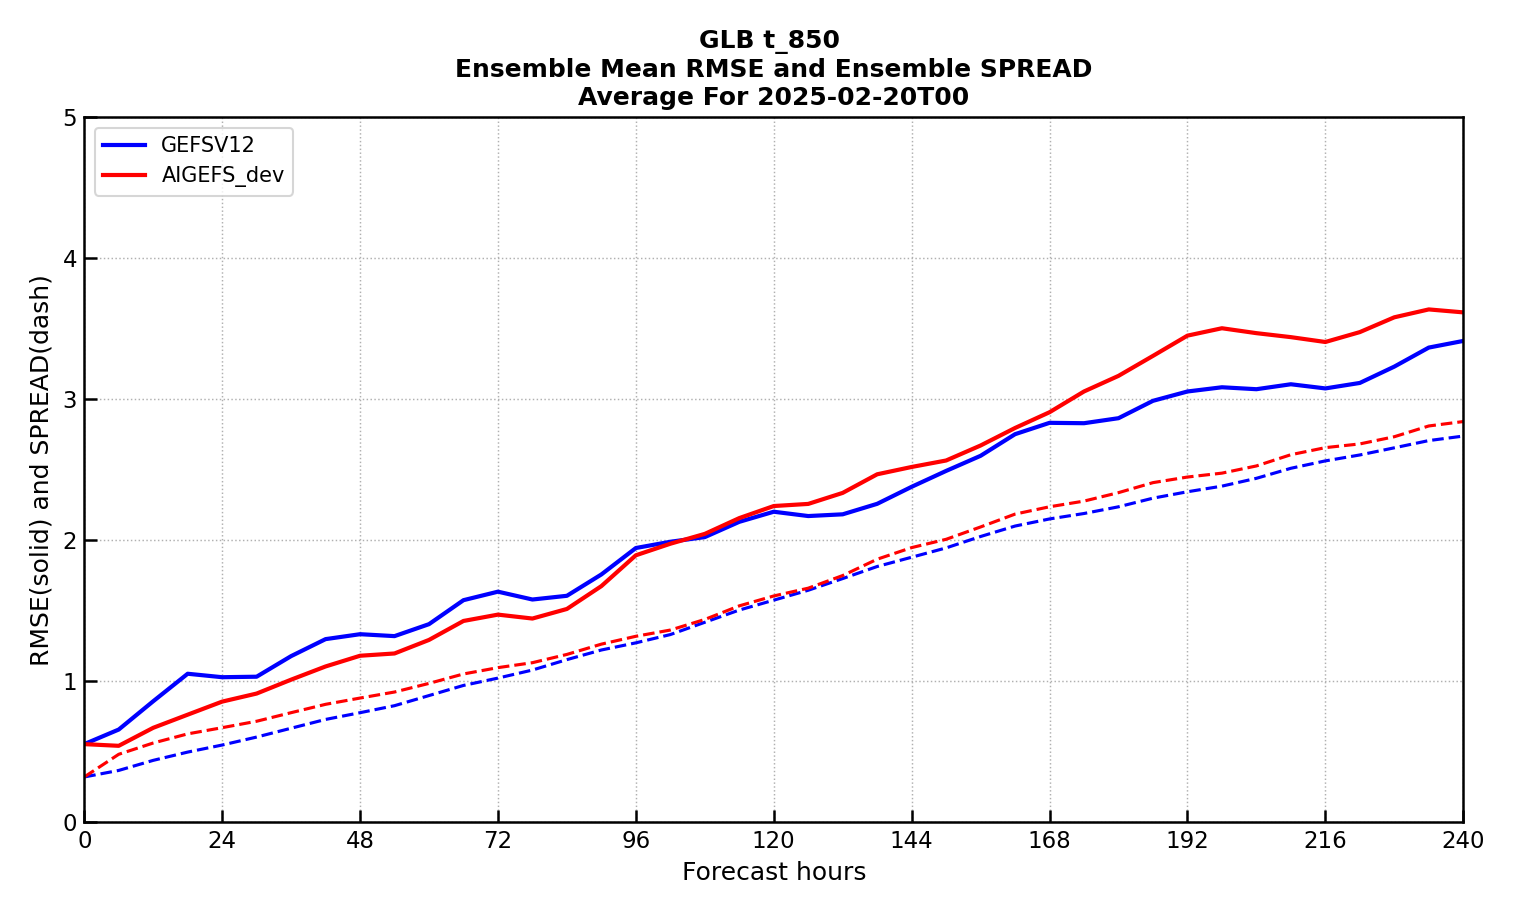 GLB t_850
Ensemble Mean RMSE and Ensemble SPREAD
Average For 2025-02-20T00
GEFSV12
AIGEFS_dev
RMSE(solid) and SPREAD(dash)
5
4
3
2
1
0
0 24 48 72 96 120 144 168 192 216 240
Forecast hours